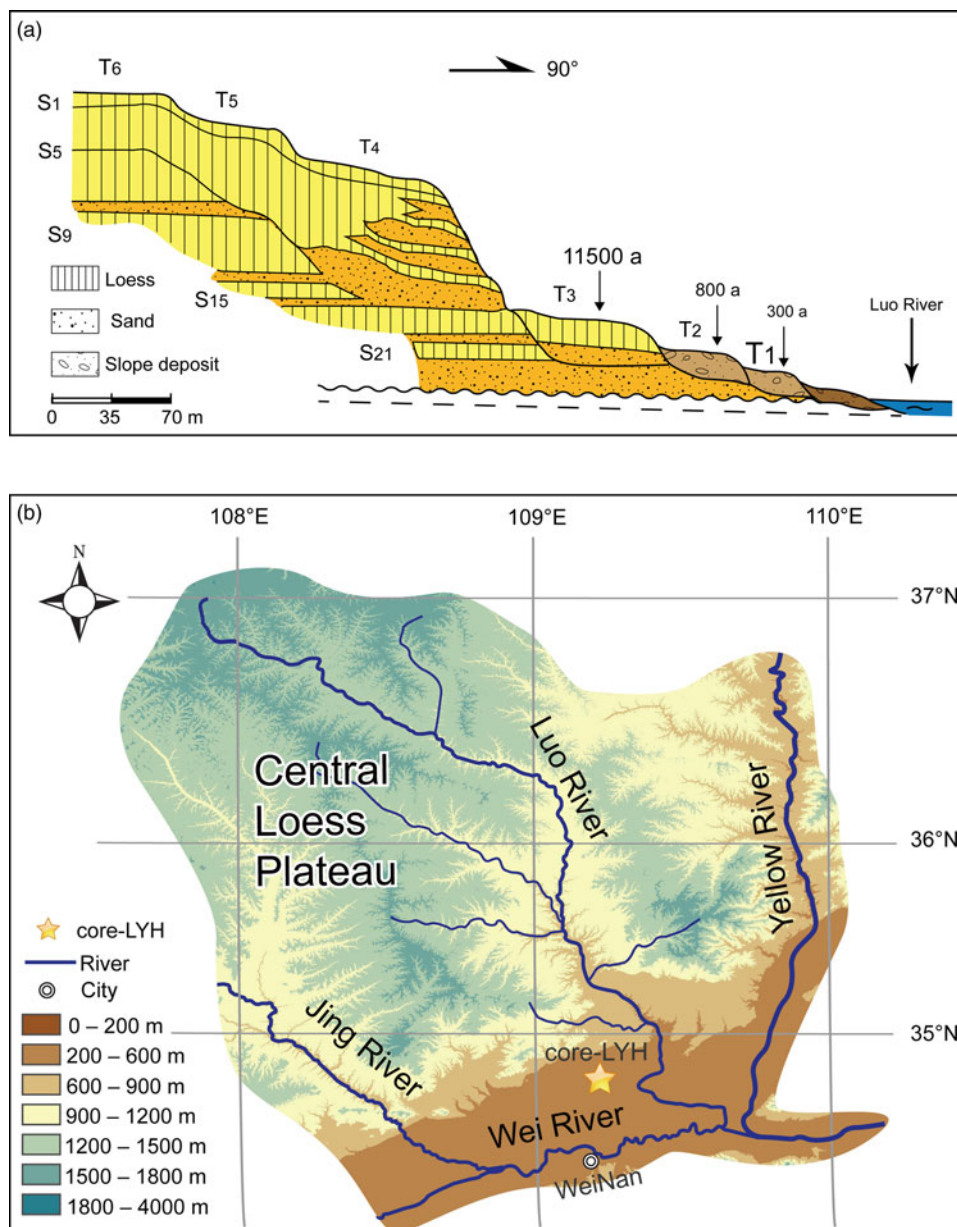 (a)
T6
90°
S1
T5
S5
T4
11500 a
S9
T3
800 a
Loess
T2
300 a
Luo River
S15
T1
Sand
S21
Slope deposit
0 35 70 m
(b)
108°E 109°E 110°E
N
37°N
Luo River
Central
Loess
Plateau
Yellow River
36°N
core-LYH
River
City
Jing River
35°N
0 – 200 m
200 – 600 m
core-LYH
600 – 900 m
900 – 1200 m
Wei River
1200 – 1500 m
WeiNan
1500 – 1800 m
1800 – 4000 m